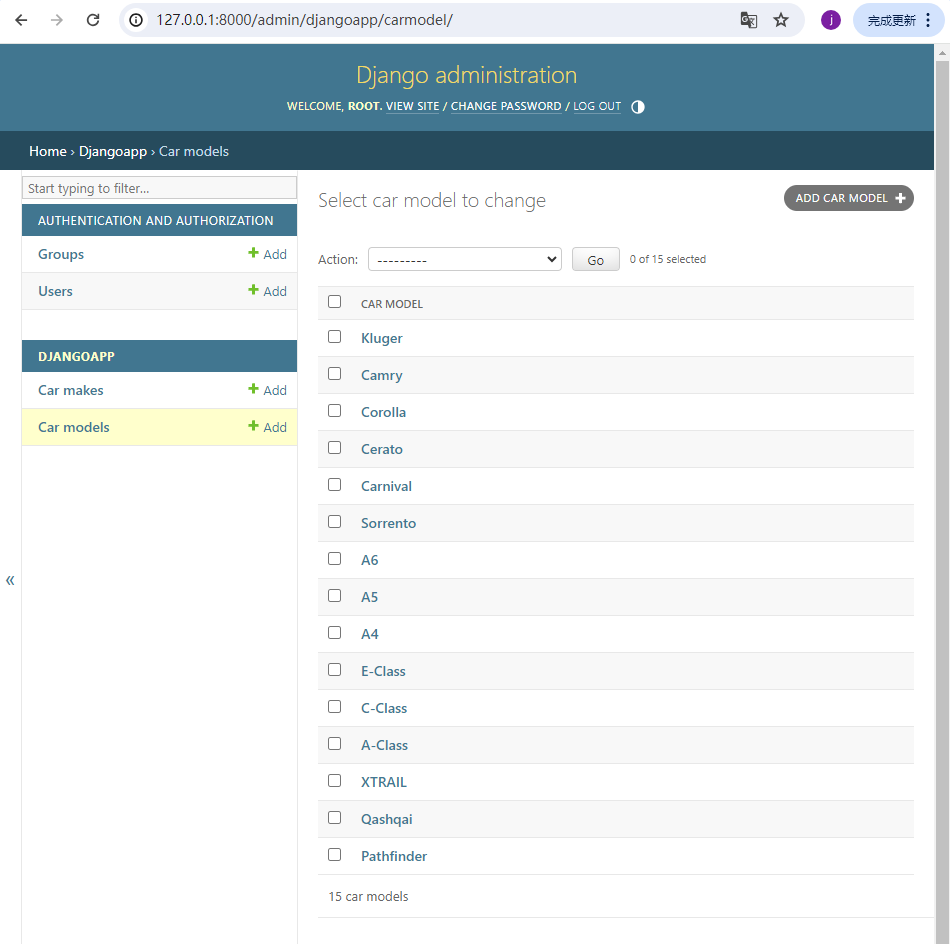 127.0.0.1:8000/admin/djangoapp/carmodel/
j
完成更新
Django administration
WELCOME, ROOT. VIEW SITE / CHANGE PASSWORD / LOG OUT
Home › Djangoapp › Car models
Start typing to filter...
AUTHENTICATION AND AUTHORIZATION
Groups + Add
Users + Add
DJANGOAPP
Car makes + Add
Car models + Add
«
Select car model to change
ADD CAR MODEL +
Action: --------- Go 0 of 15 selected
CAR MODEL
Kluger
Camry
Corolla
Cerato
Carnival
Sorrento
A6
A5
A4
E-Class
C-Class
A-Class
XTRAIL
Qashqai
Pathfinder
15 car models